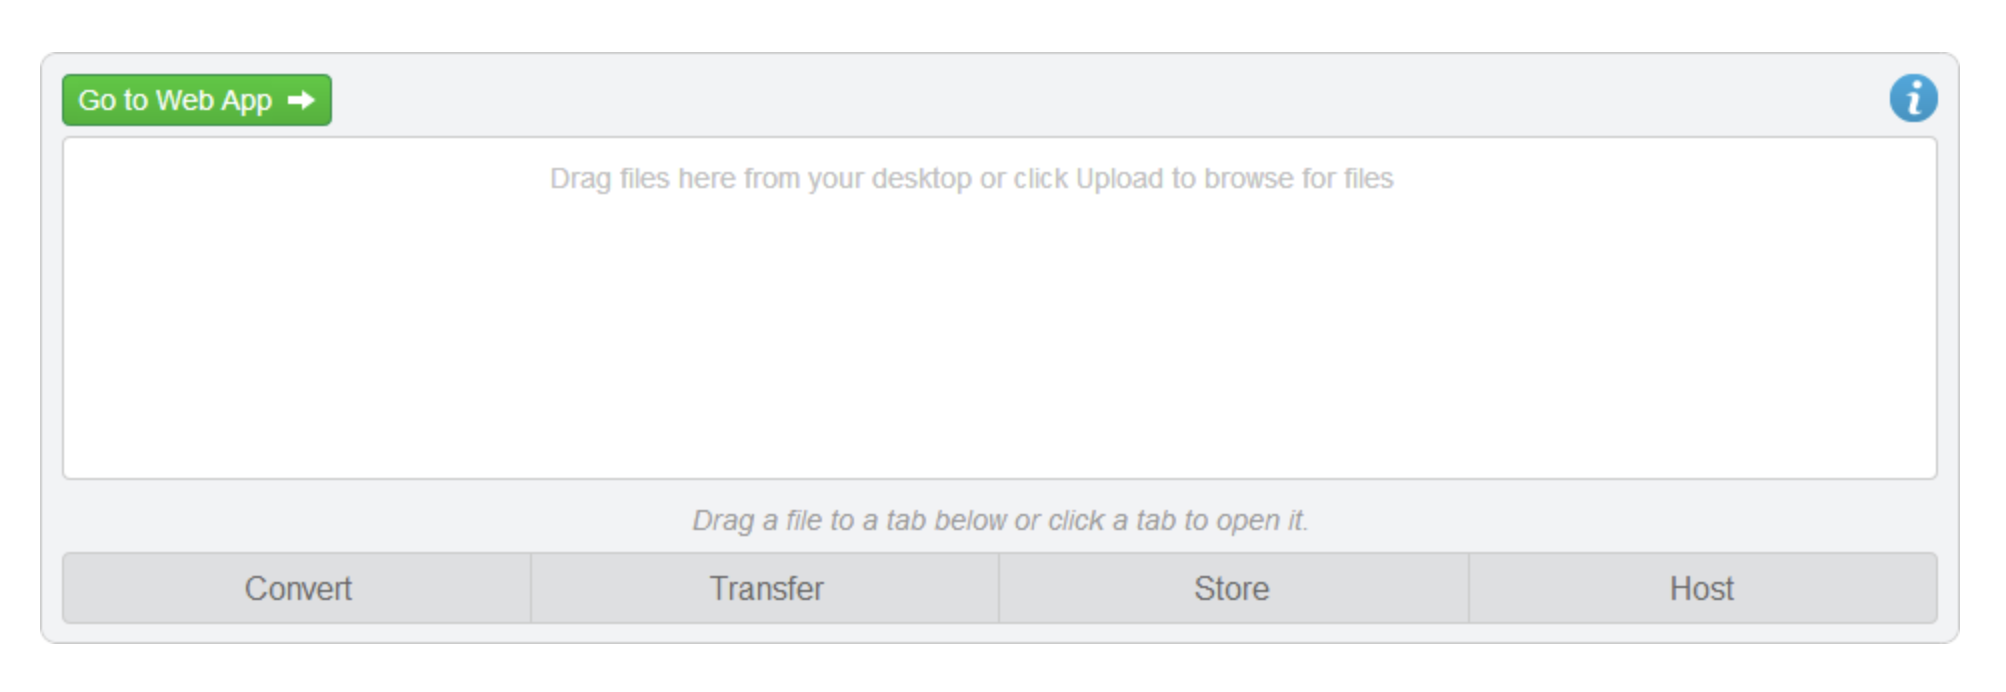 Go to Web App
i
Drag files here from your desktop or click Upload to browse for files
Drag a file to a tab below or click a tab to open it.
Convert Transfer Store Host